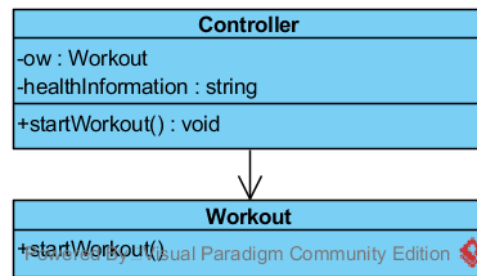 Controller
-ow : Workout
-healthInformation : string
+startWorkout() : void
Workout
+startWorkout()
Powered By Visual Paradigm Community Edition